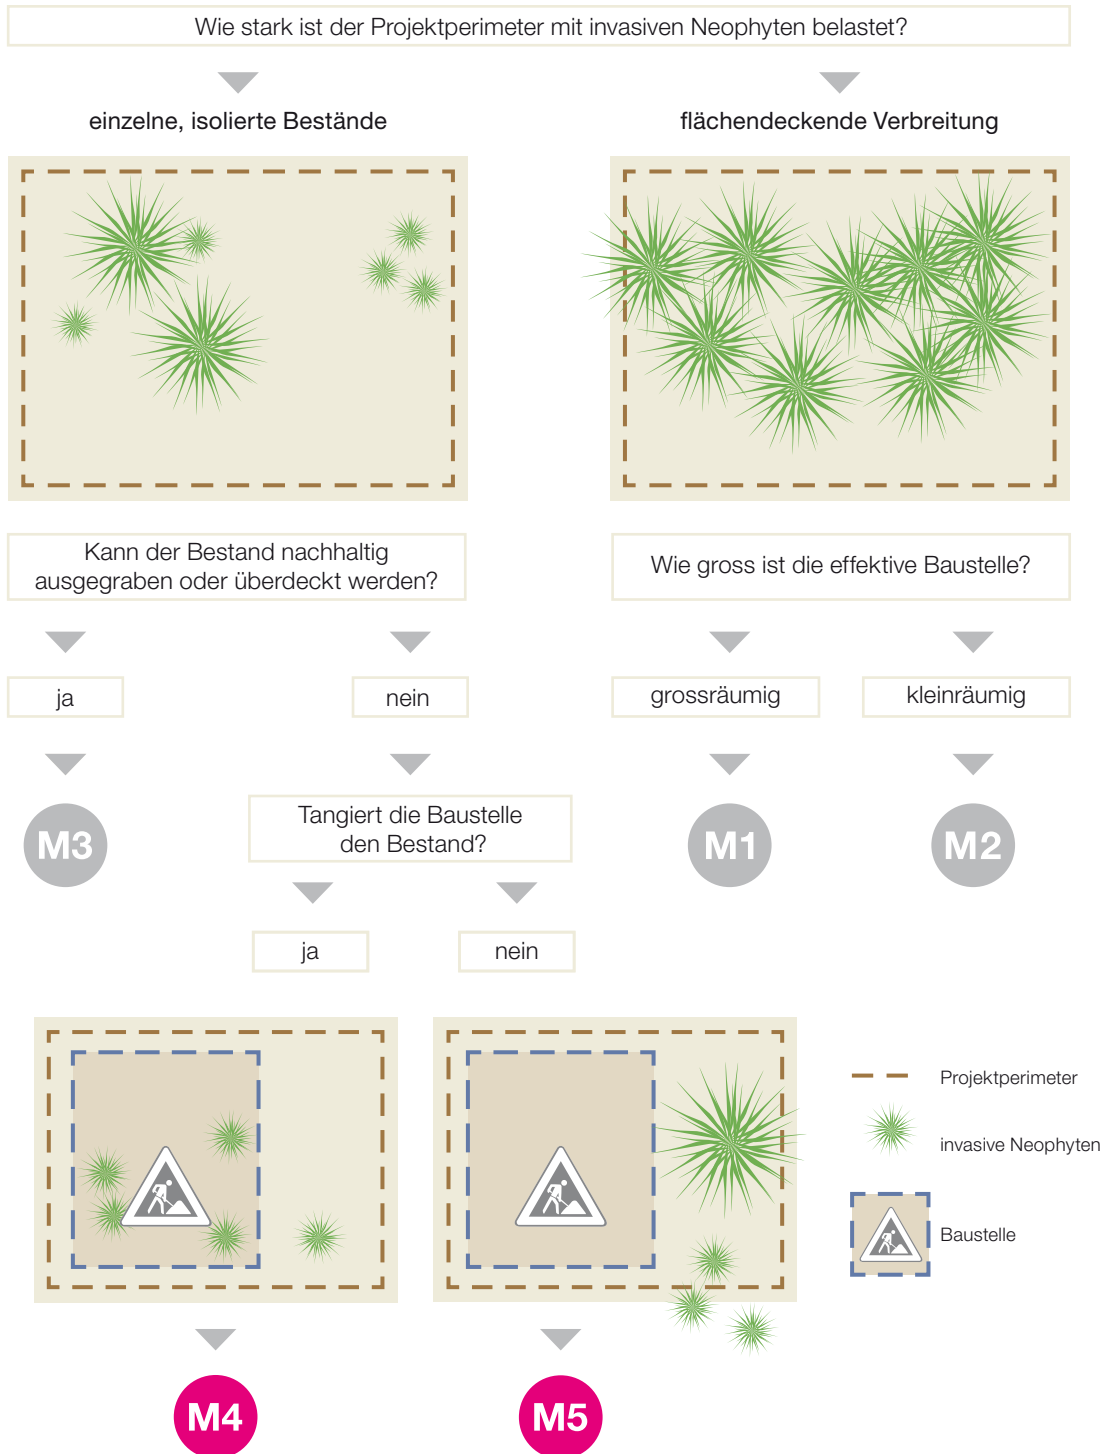 Wie stark ist der Projektperimeter mit invasiven Neophyten belastet?
einzelne, isolierte Bestände
flächendeckende Verbreitung
Kann der Bestand nachhaltig
ausgegraben oder überdeckt werden?
Wie gross ist die effektive Baustelle?
ja
nein
grossräumig
kleinräumig
M3
Tangiert die Baustelle
den Bestand?
M1
M2
ja
nein
Projektperimeter
invasive Neophyten
Baustelle
M4
M5